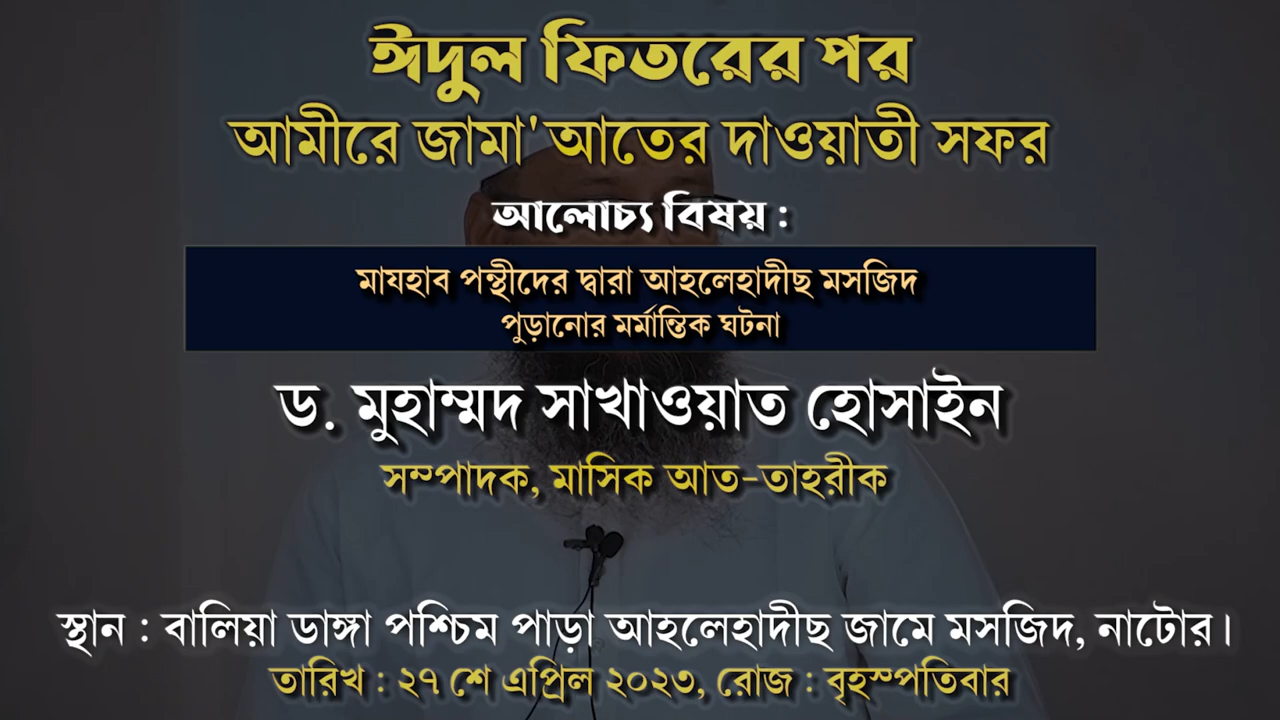 ঈদুল ফিতরের পর
আমীরে জামা'আতের দাওয়াতী সফর
আলোচ্য বিষয় :
মাযহাব পন্থীদের দ্বারা আহলেহাদীছ মসজিদ
পুড়ানোর মর্মান্তিক ঘটনা
ড. মুহাম্মদ সাখাওয়াত হোসাইন
সম্পাদক, মাসিক আত-তাহরীক
স্থান : বালিয়া ডাঙ্গা পশ্চিম পাড়া আহলেহাদীছ জামে মসজিদ, নাটোর।
তারিখ : ২৭ শে এপ্রিল ২০২৩, রোজ : বৃহস্পতিবার